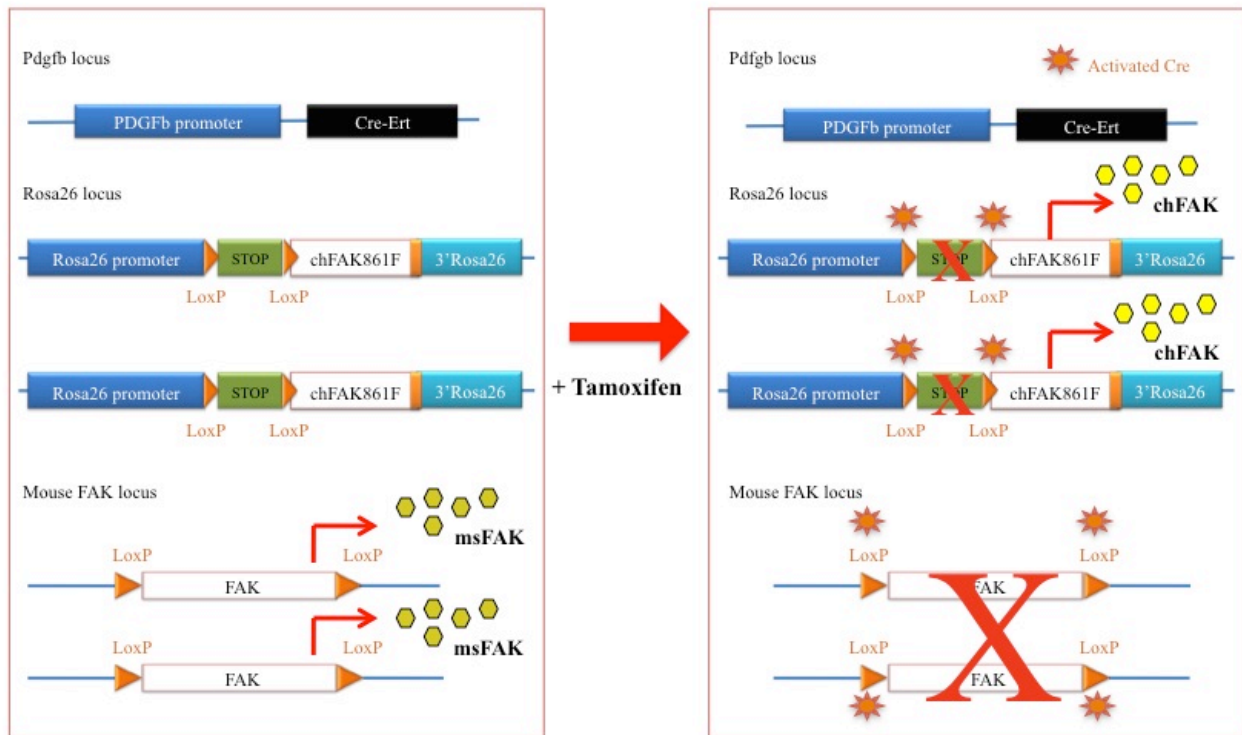 Pdgfb locus
PDGFb promoter
Cre-Ert
Rosa26 locus
Rosa26 promoter
STOP
chFAK861F
3'Rosa26
LoxP
LoxP
Rosa26 promoter
STOP
chFAK861F
3'Rosa26
LoxP
LoxP
Mouse FAK locus
msFAK
LoxP
LoxP
FAK
msFAK
LoxP
LoxP
FAK
+ Tamoxifen
Pdfgb locus
Activated Cre
PDGFb promoter
Cre-Ert
Rosa26 locus
chFAK
Rosa26 promoter
STOP
X
chFAK861F
3'Rosa26
LoxP
LoxP
chFAK
Rosa26 promoter
STOP
X
chFAK861F
3'Rosa26
LoxP
LoxP
Mouse FAK locus
LoxP
LoxP
FAK
X
LoxP
LoxP
FAK